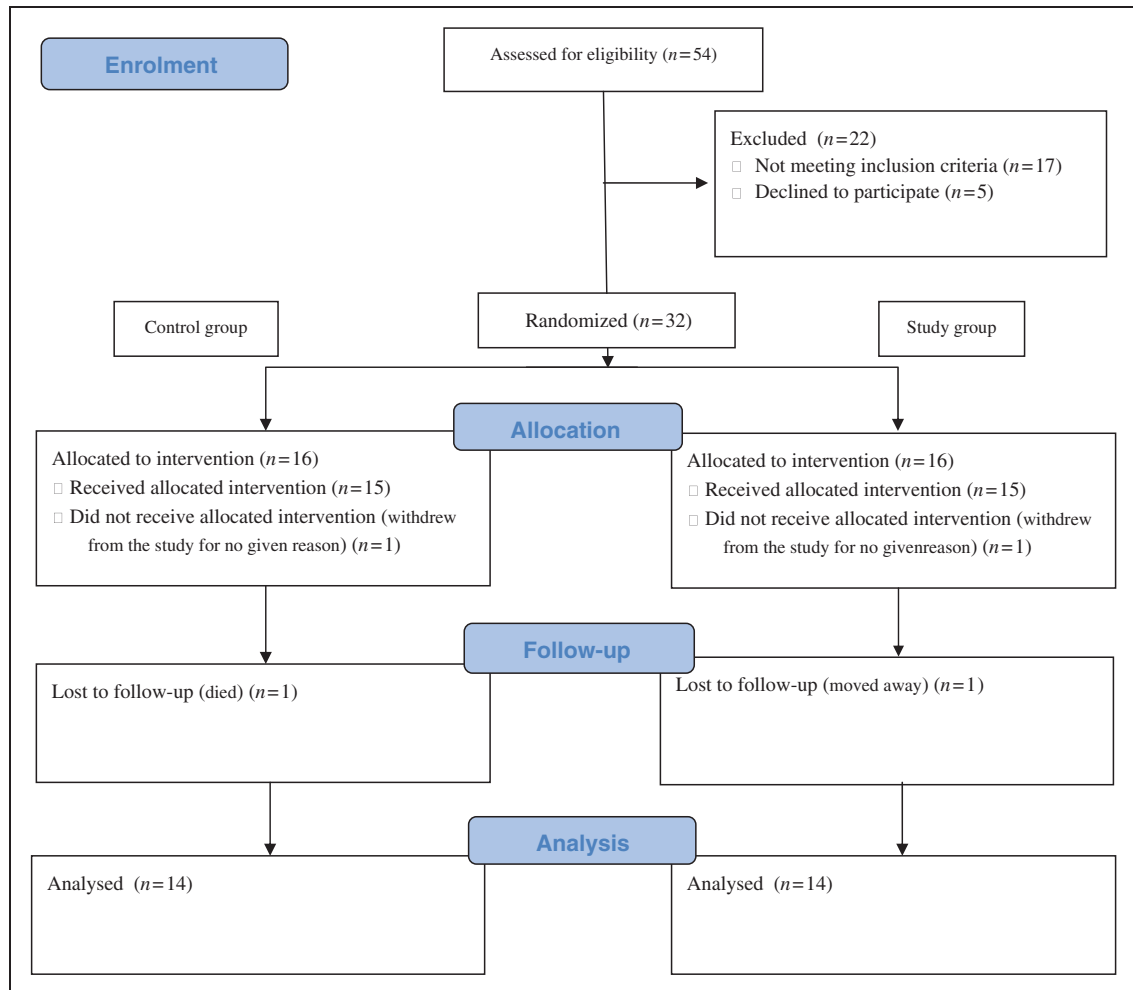 Enrolment
Assessed for eligibility (n=54)
Excluded (n=22)
Not meeting inclusion criteria (n=17)
Declined to participate (n=5)
Randomized (n=32)
Control group
Study group
Allocation
Allocated to intervention (n=16)
Received allocated intervention (n=15)
Did not receive allocated intervention (withdrew
from the study for no given reason) (n=1)
Allocated to intervention (n=16)
Received allocated intervention (n=15)
Did not receive allocated intervention (withdrew
from the study for no givenreason) (n=1)
Follow-up
Lost to follow-up (died) (n=1)
Lost to follow-up (moved away) (n=1)
Analysis
Analysed (n=14)
Analysed (n=14)